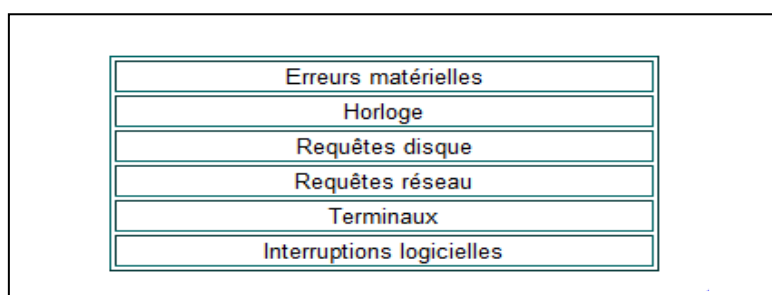 Erreurs matérielles
Horloge
Requêtes disque
Requêtes réseau
Terminaux
Interruptions logicielles